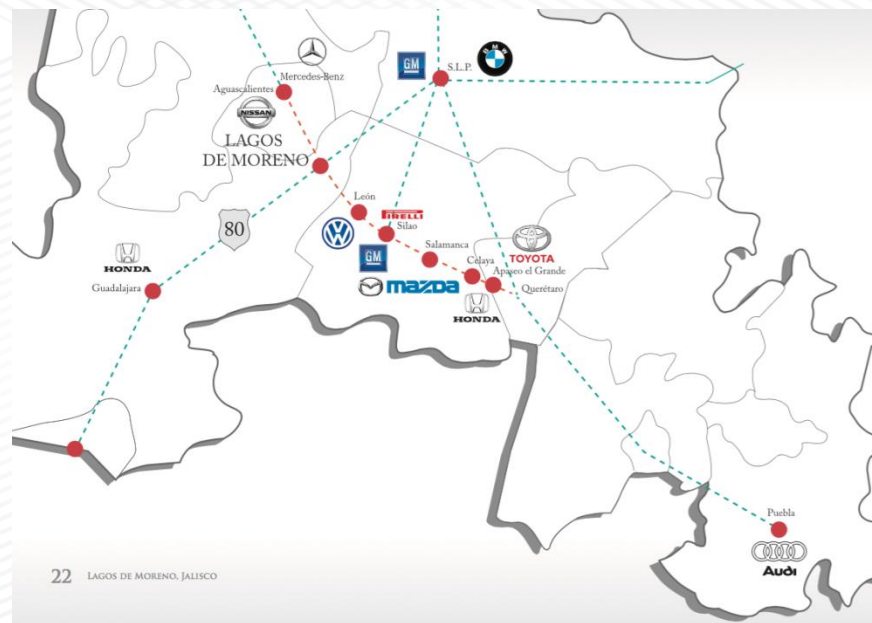 GM
BMW
S.L.P.
Mercedes-Benz
Aguascalientes
NISSAN
LAGOS
DE MORENO
León
PIRELLI
Silao
80
GM
Salamanca
TOYOTA
Celaya
Apaseo el Grande
HONDA
Guadalajara
mazda
Querétaro
HONDA
Puebla
Audi
22 LAGOS DE MORENO, JALISCO